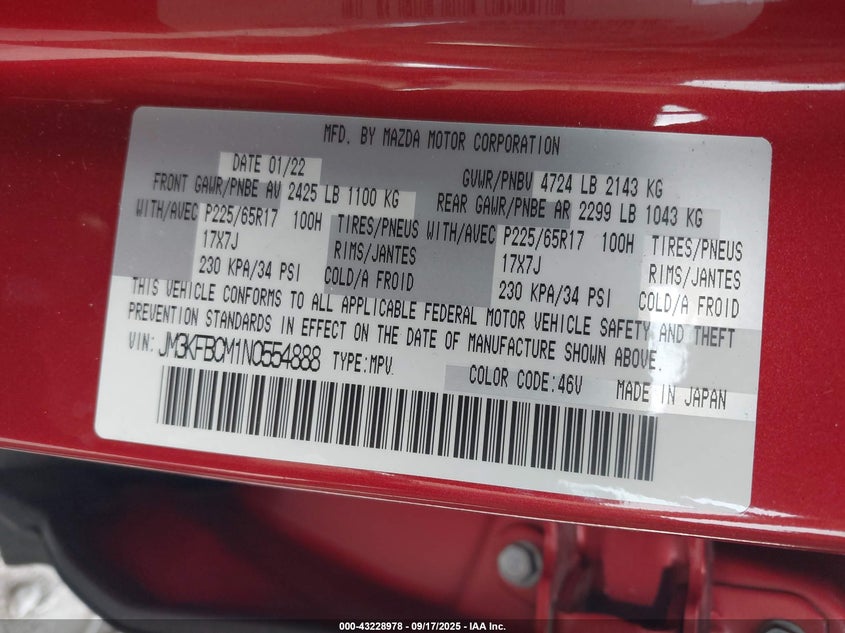 MFD. BY MAZDA MOTOR CORPORATION
DATE 01/22 GVWR/PNBV 4724 LB 2143 KG
FRONT GAWR/PNBE AV 2425 LB 1100 KG REAR GAWR/PNBE AR 2299 LB 1043 KG
WITH/AVEC P225/65R17 100H TIRES/PNEUS WITH/AVEC P225/65R17 100H TIRES/PNEUS
17X7J RIMS/JANTES 17X7J RIMS/JANTES
230 KPA/34 PSI COLD/A FROID 230 KPA/34 PSI COLD/A FROID
THIS VEHICLE CONFORMS TO ALL APPLICABLE FEDERAL MOTOR VEHICLE SAFETY AND THEFT
PREVENTION STANDARDS IN EFFECT ON THE DATE OF MANUFACTURE SHOWN ABOVE.
VIN: JM3KFBCM1N0554888 TYPE:MPV
COLOR CODE:46V MADE IN JAPAN
000-43228978 - 09/17/2025 - IAA Inc.